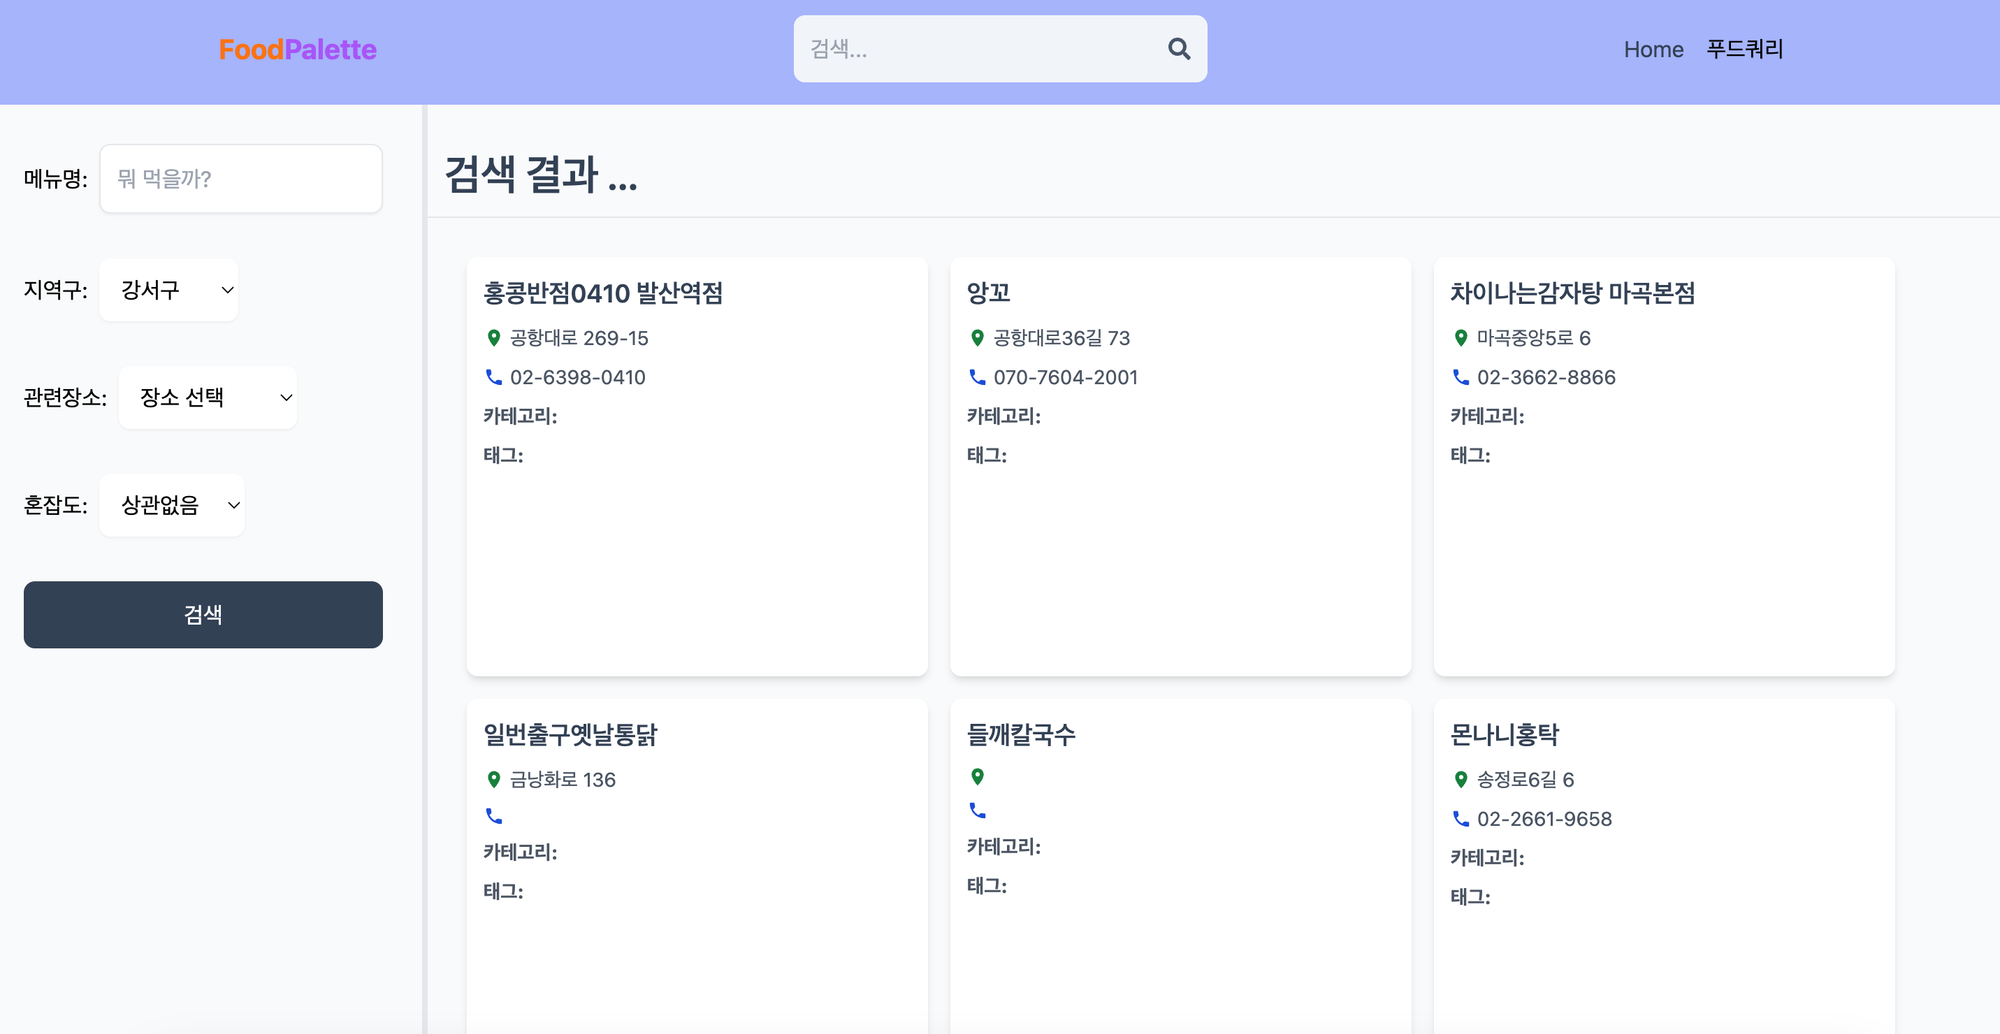 FoodPalette
검색...
Home 푸드쿼리
메뉴명: 뭐 먹을까?
지역구: 강서구
관련장소: 장소 선택
혼잡도: 상관없음
검색
검색 결과 ...
홍콩반점0410 발산역점
공항대로 269-15
02-6398-0410
카테고리:
태그:
앙꼬
공항대로36길 73
070-7604-2001
카테고리:
태그:
차이나는감자탕 마곡본점
마곡중앙5로 6
02-3662-8866
카테고리:
태그:
일번출구옛날통닭
금낭화로 136
카테고리:
태그:
들깨칼국수
카테고리:
태그:
몬나니홍탁
송정로6길 6
02-2661-9658
카테고리:
태그: